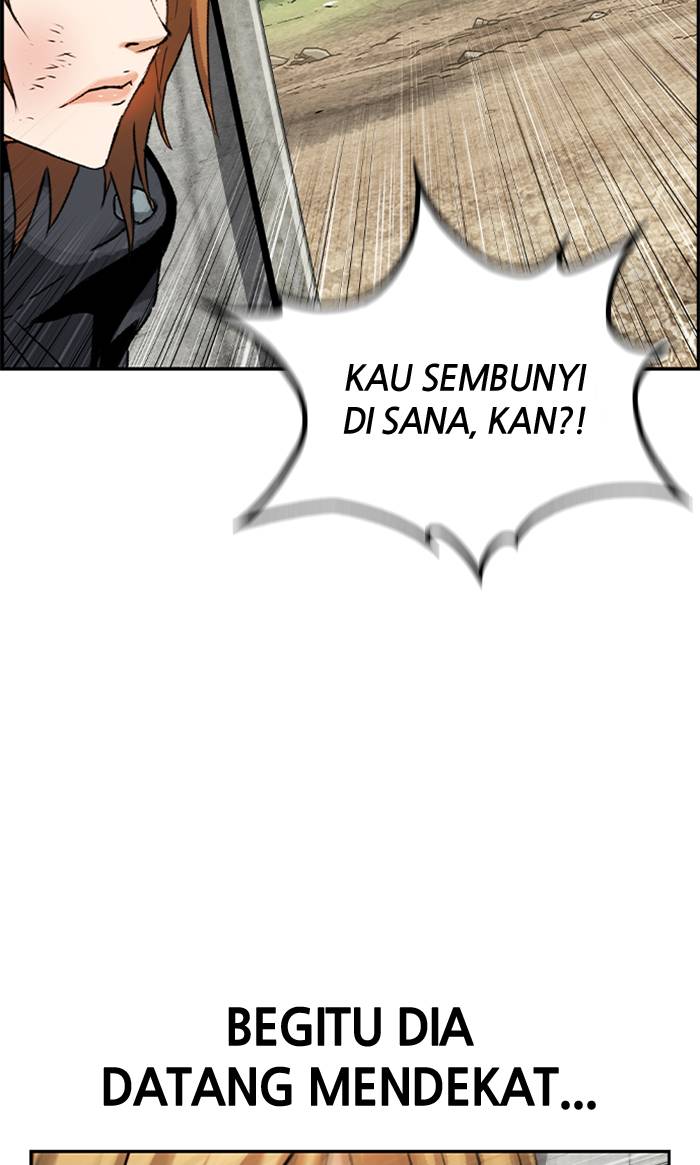 KAU SEMBUNYI
DI SANA, KAN?!
BEGITU DIA
DATANG MENDEKAT...